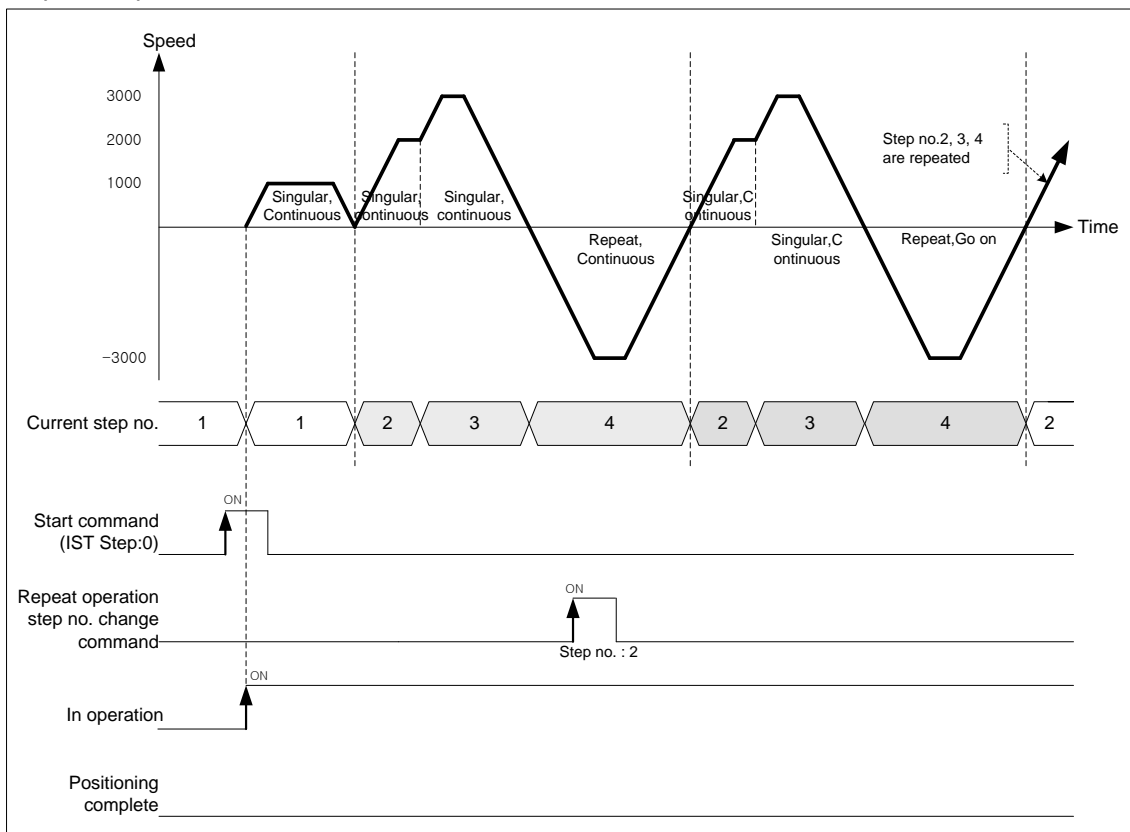 Speed
3000
2000
Step no.2, 3, 4
are repeated
1000
Singular,
Continuous
Singular,
continuous
Singular,
continuous
Singular,C
ontinuous
Time
Repeat,
Continuous
Singular,C
ontinuous
Repeat,Go on
−3000
Current step no.
1
1
2
3
4
2
3
4
2
ON
Start command
(IST Step:0)
ON
Repeat operation
step no. change
command
Step no. : 2
ON
In operation
Positioning
complete